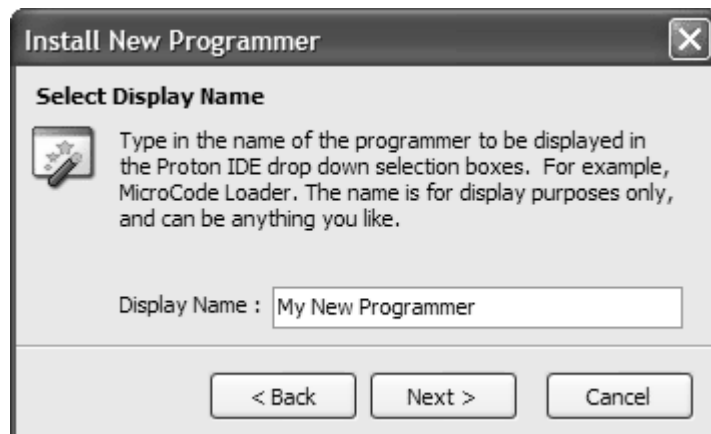 Install New Programmer
Select Display Name
Type in the name of the programmer to be displayed in
the Proton IDE drop down selection boxes. For example,
MicroCode Loader. The name is for display purposes only,
and can be anything you like.
Display Name : My New Programmer
< Back Next > Cancel